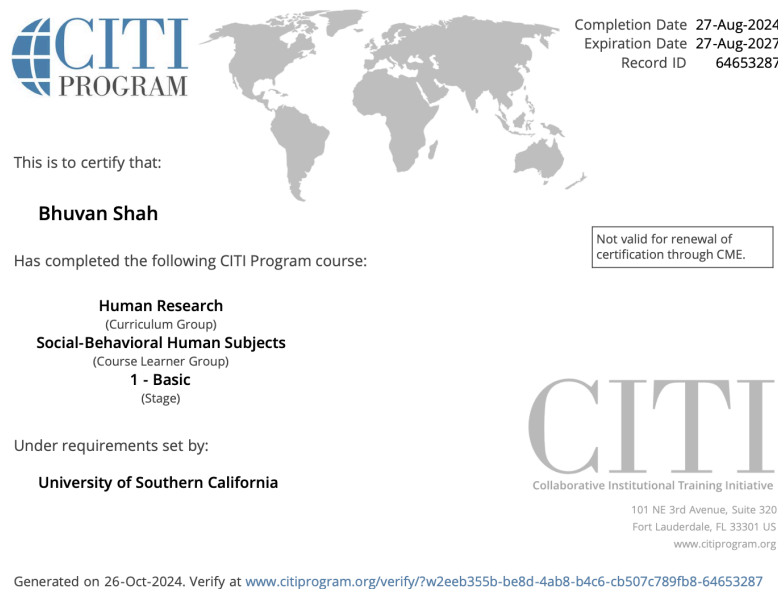 CITI
PROGRAM
Completion Date 27-Aug-2024
Expiration Date 27-Aug-2027
Record ID 64653287
This is to certify that:
Bhuvan Shah
Has completed the following CITI Program course:
Not valid for renewal of
certification through CME.
Human Research
(Curriculum Group)
Social-Behavioral Human Subjects
(Course Learner Group)
1 - Basic
(Stage)
Under requirements set by:
University of Southern California
CITI
Collaborative Institutional Training Initiative
101 NE 3rd Avenue, Suite 320
Fort Lauderdale, FL 33301 US
www.citiprogram.org
Generated on 26-Oct-2024. Verify at www.citiprogram.org/verify/?w2eeb355b-be8d-4ab8-b4c6-cb507c789fb8-64653287